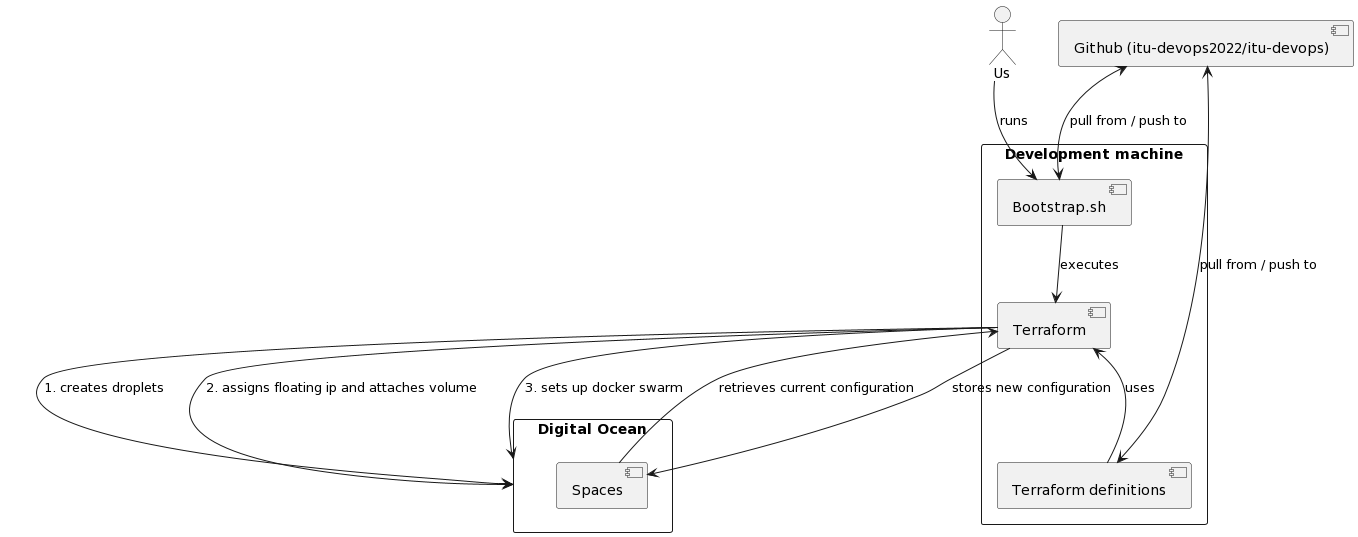 Github (itu-devops2022/itu-devops)
Us
runs
pull from / push to
Development machine
Bootstrap.sh
executes
pull from / push to
Terraform
1. creates droplets
2. assigns floating ip and attaches volume
3. sets up docker swarm
retrieves current configuration
stores new configuration
uses
Digital Ocean
Spaces
Terraform definitions